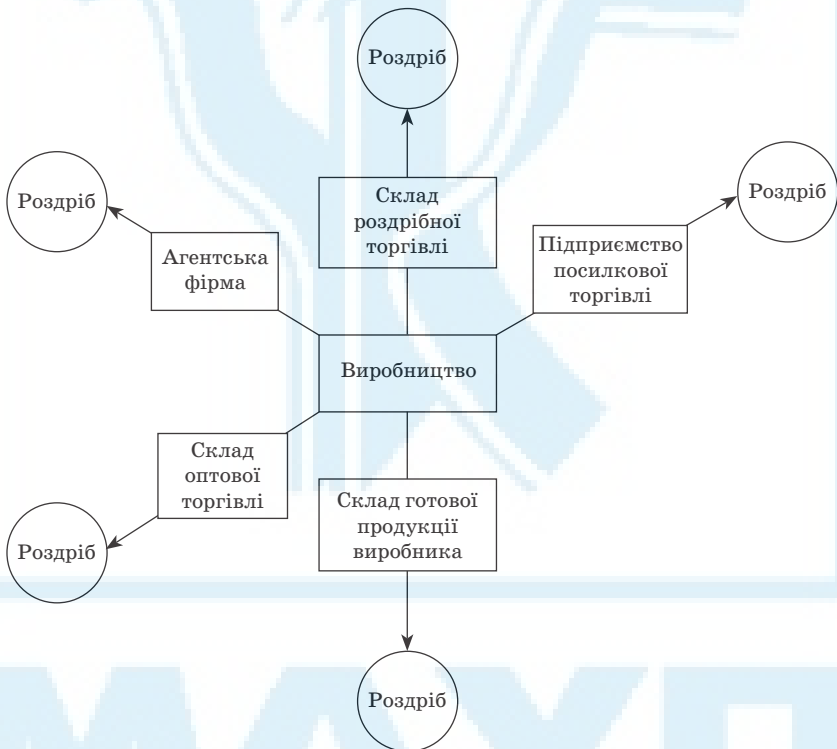 Роздріб
Роздріб
Роздріб
Склад
роздрібної
торгівлі
Агентська
фірма
Підприємство
посилкової
торгівлі
Виробництво
Склад
оптової
торгівлі
Склад готової
продукції
виробника
Роздріб
Роздріб
МАУП